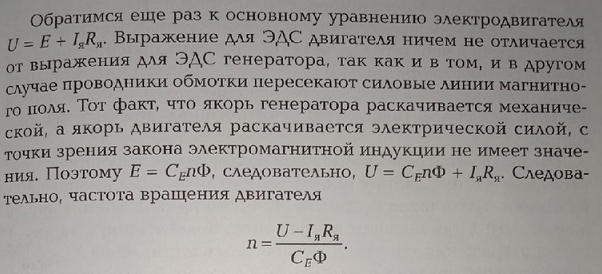 Обратимся еще раз к основному уравнению электродвигателя
U = E + IяRя. Выражение для ЭДС двигателя ничем не отличается
от выражения для ЭДС генератора, так как и в том, и в другом
случае проводники обмотки пересекают силовые линии магнитно-
го поля. Тот факт, что якорь генератора раскачивается механиче-
ской, а якорь двигателя раскачивается электрической силой, с
точки зрения закона электромагнитной индукции не имеет значе-
ния. Поэтому E = CEnФ, следовательно, U = CEnФ + IяRя. Следова-
тельно, частота вращения двигателя
n = (U – IяRя) / (CEФ).